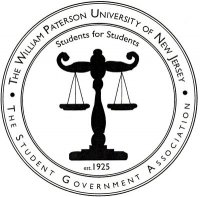 THE WILLIAM PATERSON UNIVERSITY OF NEW JERSEY
Students for Students
EST. 1925
THE STUDENT GOVERNMENT ASSOCIATION